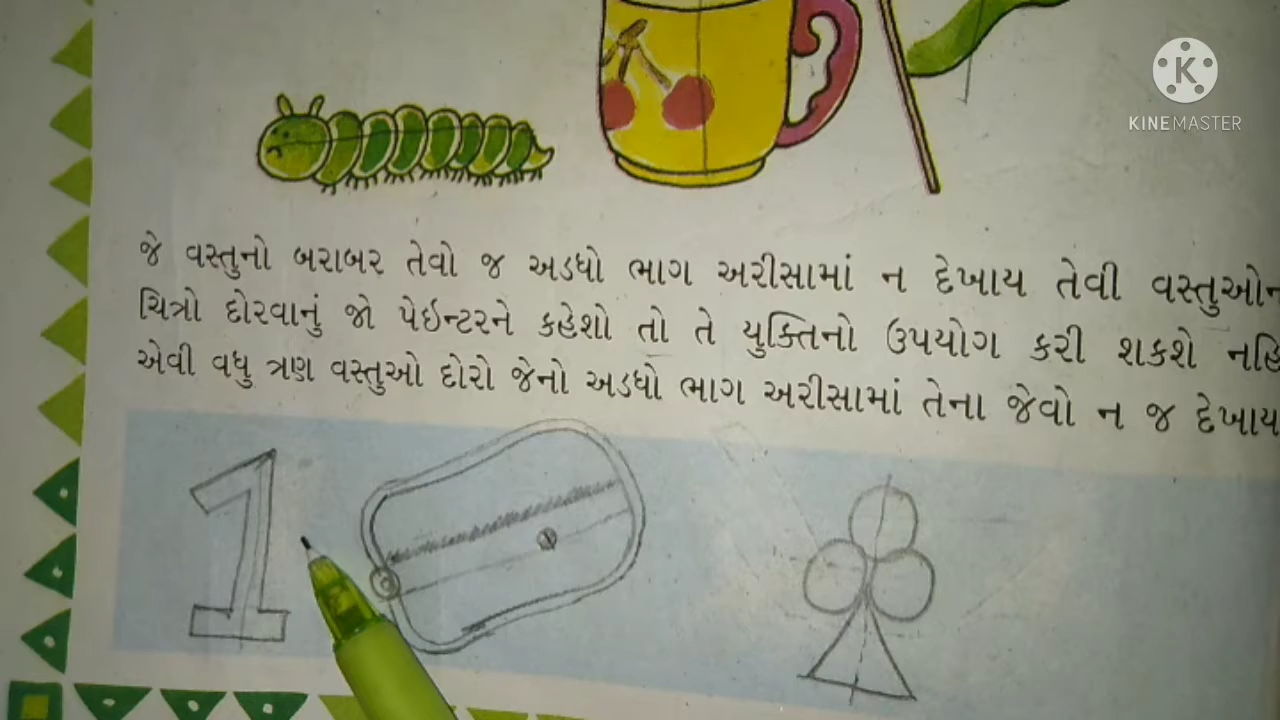 KINEMASTER
જે વસ્તુનો બરાબર તેવો જ અડધો ભાગ અરીસામાં ન દેખાય તેવી વસ્તુઓન
ચિત્રો દોરવાનું જો પેઇન્ટરને કહેશો તો તે યુક્તિનો ઉપયોગ કરી શકશે નહિ
એવી વધુ ત્રણ વસ્તુઓ દોરો જેનો અડધો ભાગ અરીસામાં તેના જેવો ન જ દેખાય
1